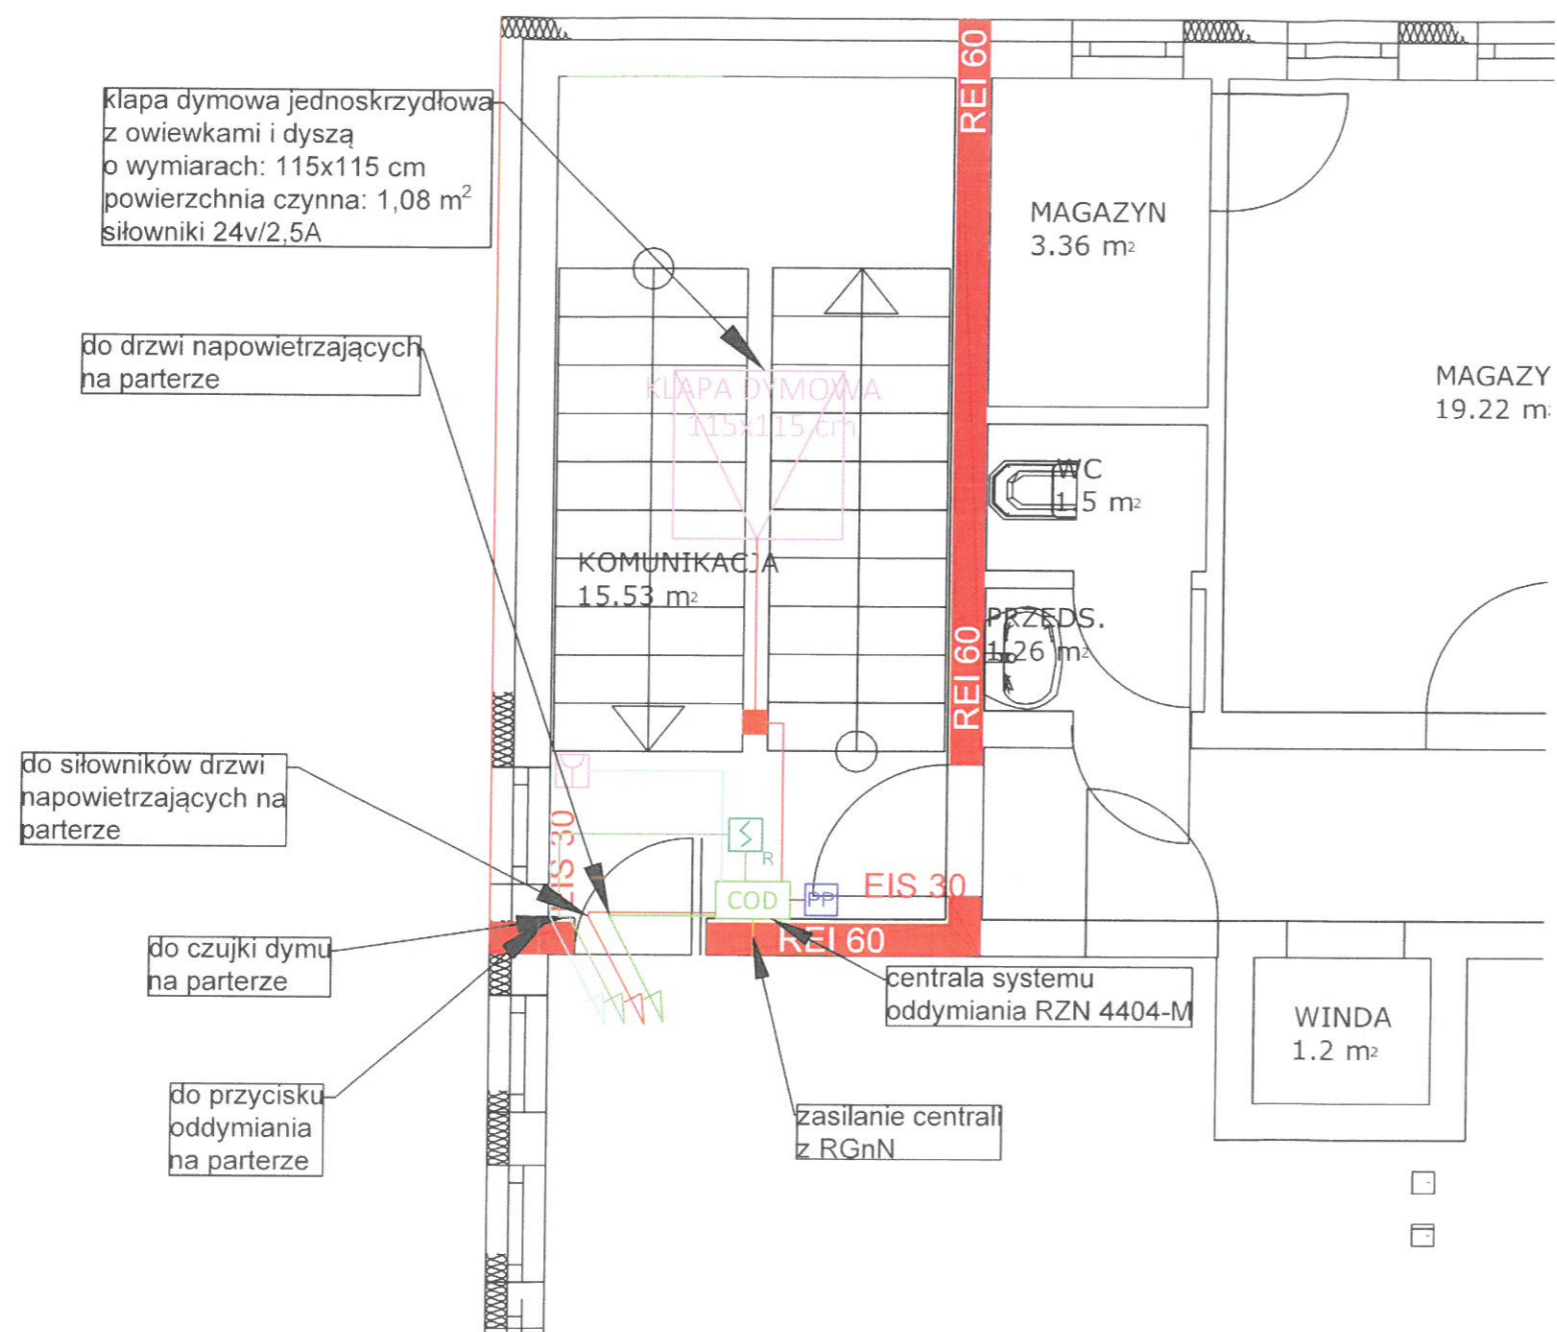 klapa dymowa jednoskrzydłowa
z owiewkami i dyszą
o wymiarach: 115x115 cm
powierzchnia czynna: 1,08 m²
siłowniki 24v/2,5A
REI 60
MAGAZYN
3.36 m²
do drzwi napowietrzających
na parterze
KLAPA DYMOWA
115x115 cm
MAGAZY
19.22 m
WC
1.5 m²
KOMUNIKACJA
15.53 m²
PRZEDS.
1.26 m²
REI 60
do siłowników drzwi
napowietrzających na
parterze
EIS 30
R
COD
PP
EIS 30
REI 60
do czujki dymu
na parterze
centrala systemu
oddymiania RZN 4404-M
WINDA
1.2 m²
do przycisku
oddymiania
na parterze
zasilanie centrali
z RGnN